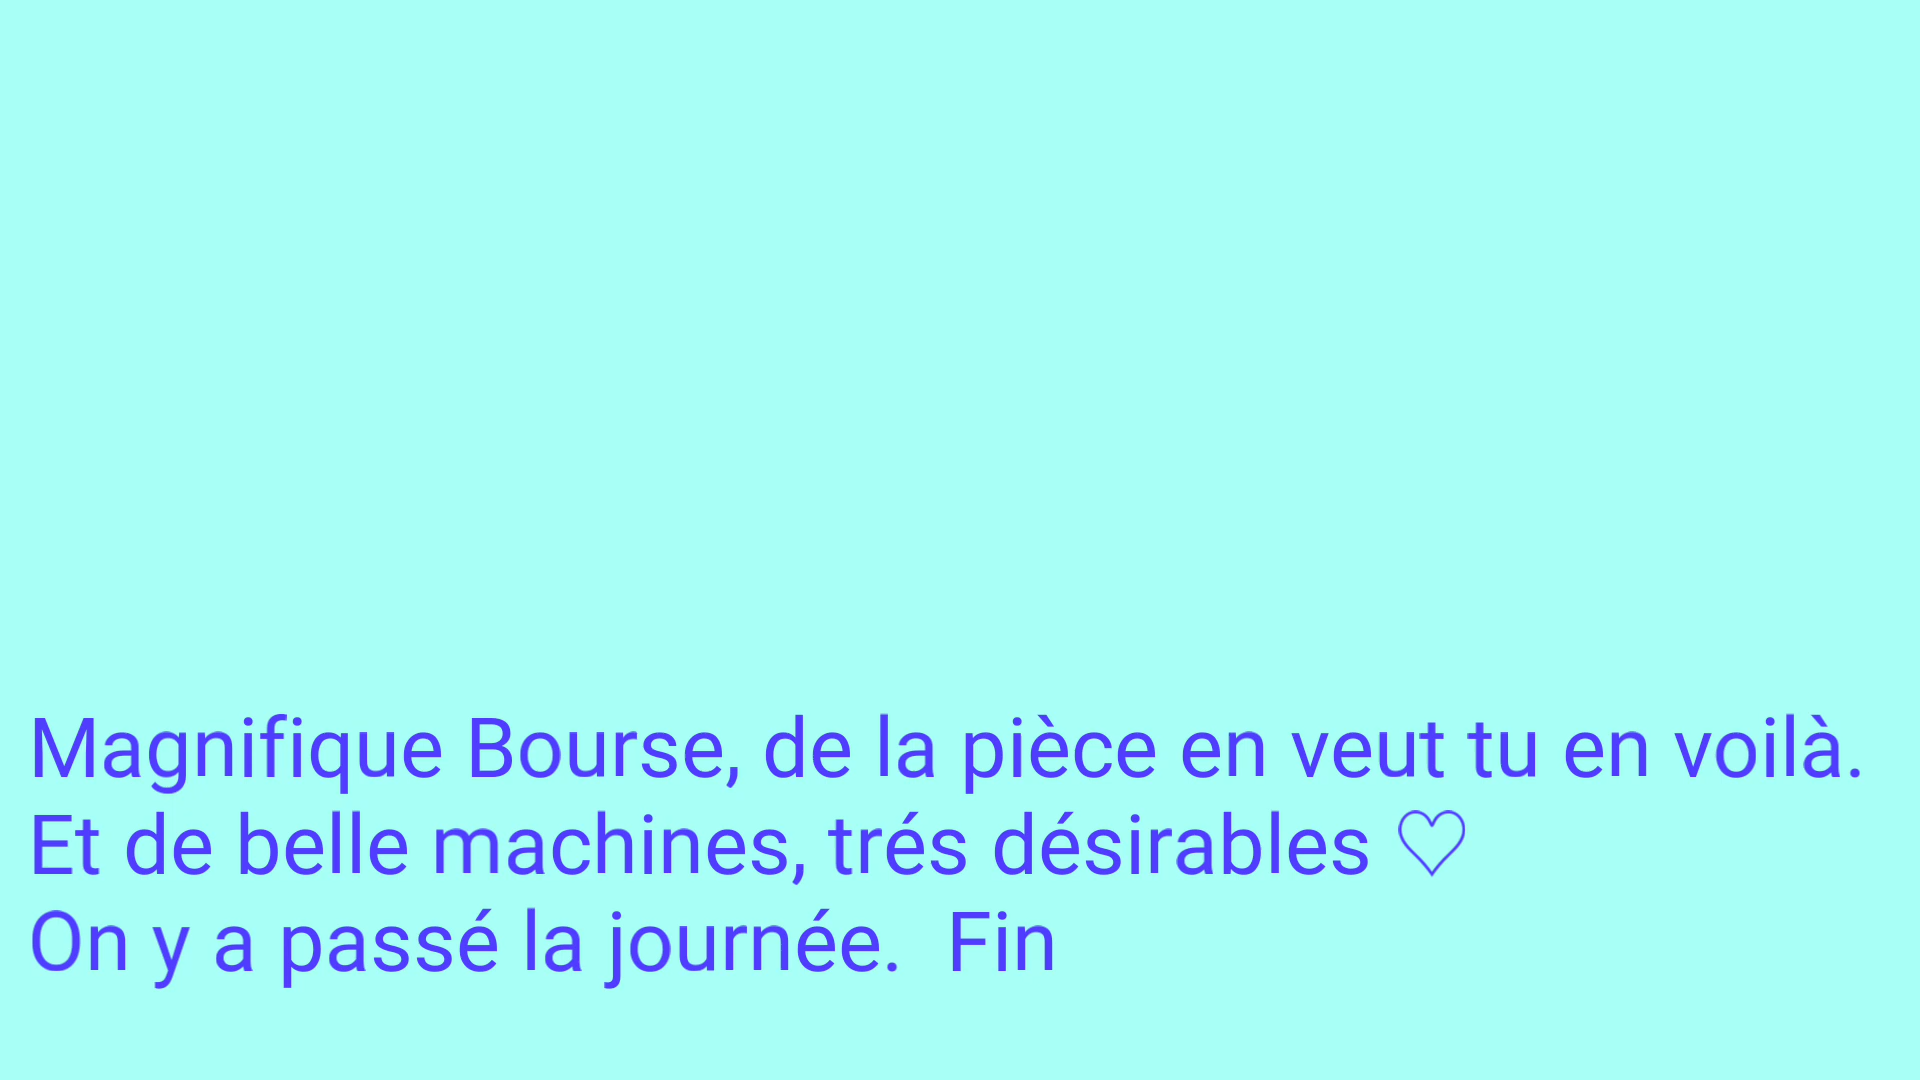 Magnifique Bourse, de la pièce en veut tu en voilà.
Et de belle machines, trés désirables ♡
On y a passé la journée.  Fin